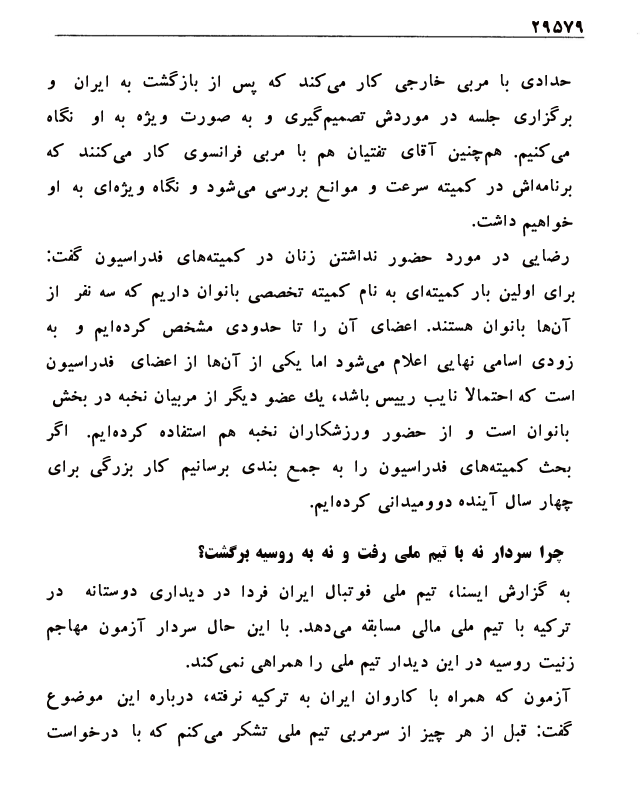 ۲۹۵۷۹
حدادی با مربی خارجی کار می‌کند که پس از بازگشت به ایران و
برگزاری جلسه در موردش تصمیم‌گیری و به صورت ویژه به او نگاه
می‌کنیم. هم‌چنین آقای تفتیان هم با مربی فرانسوی کار می‌کنند که
برنامه‌اش در کمیته سرعت و موانع بررسی می‌شود و نگاه ویژه‌ای به او
خواهیم داشت.
رضایی در مورد حضور نداشتن زنان در کمیته‌های فدراسیون گفت:
برای اولین بار کمیته‌ای به نام کمیته تخصصی بانوان داریم که سه نفر از
آن‌ها بانوان هستند. اعضای آن را تا حدودی مشخص کرده‌ایم و به
زودی اسامی نهایی اعلام می‌شود اما یکی از آن‌ها از اعضای فدراسیون
است که احتمالا نایب رییس باشد، یك عضو دیگر از مربیان نخبه در بخش
بانوان است و از حضور ورزشکاران نخبه هم استفاده کرده‌ایم. اگر
بحث کمیته‌های فدراسیون را به جمع بندی برسانیم کار بزرگی برای
چهار سال آینده دوومیدانی کرده‌ایم.
چرا سردار نه با تیم ملی رفت و نه به روسیه برگشت؟
به گزارش ایسنا، تیم ملی فوتبال ایران فردا در دیداری دوستانه در
ترکیه با تیم ملی مالی مسابقه می‌دهد. با این حال سردار آزمون مهاجم
زنیت روسیه در این دیدار تیم ملی را همراهی نمی‌کند.
آزمون که همراه با کاروان ایران به ترکیه نرفته، درباره این موضوع
گفت: قبل از هر چیز از سرمربی تیم ملی تشکر می‌کنم که با درخواست